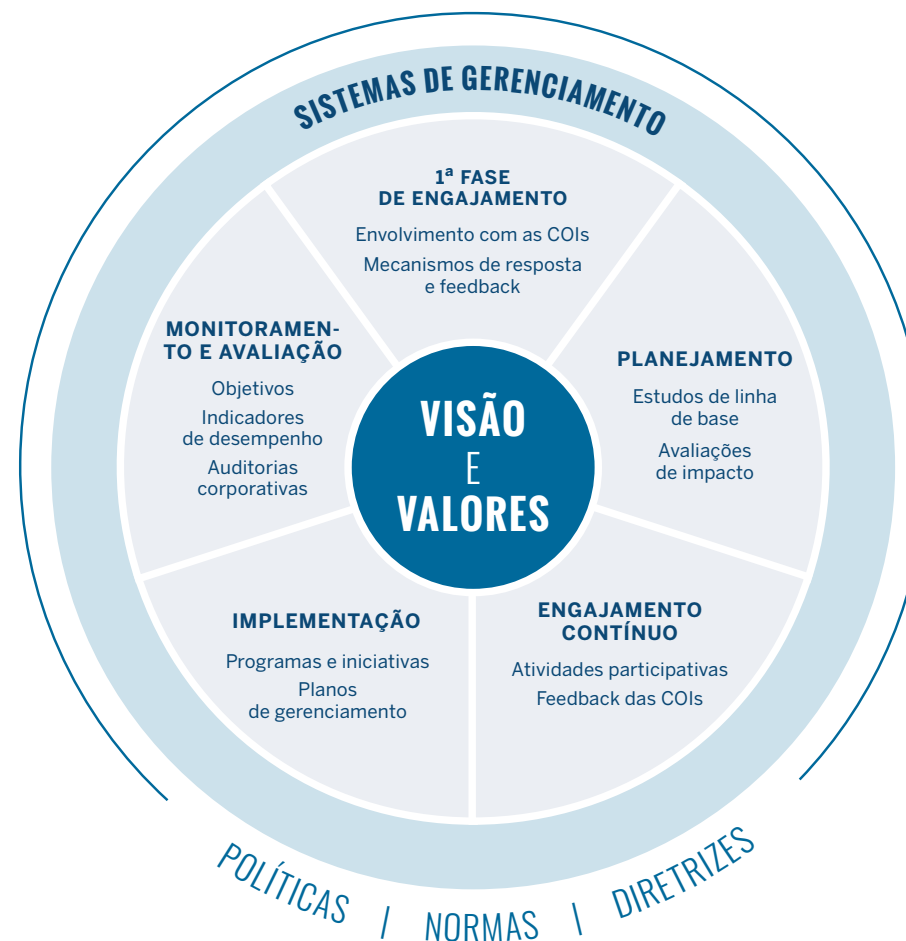 SISTEMAS DE GERENCIAMENTO
1ª FASE
DE ENGAJAMENTO
Envolvimento com as COIs
Mecanismos de resposta
e feedback
PLANEJAMENTO
Estudos de linha
de base
Avaliações
de impacto
ENGAJAMENTO
CONTÍNUO
Atividades participativas
Feedback das COIs
IMPLEMENTAÇÃO
Programas e iniciativas
Planos
de gerenciamento
MONITORAMEN-
TO E AVALIAÇÃO
Objetivos
Indicadores
de desempenho
Auditorias
corporativas
VISÃO
E
VALORES
POLÍTICAS | NORMAS | DIRETRIZES